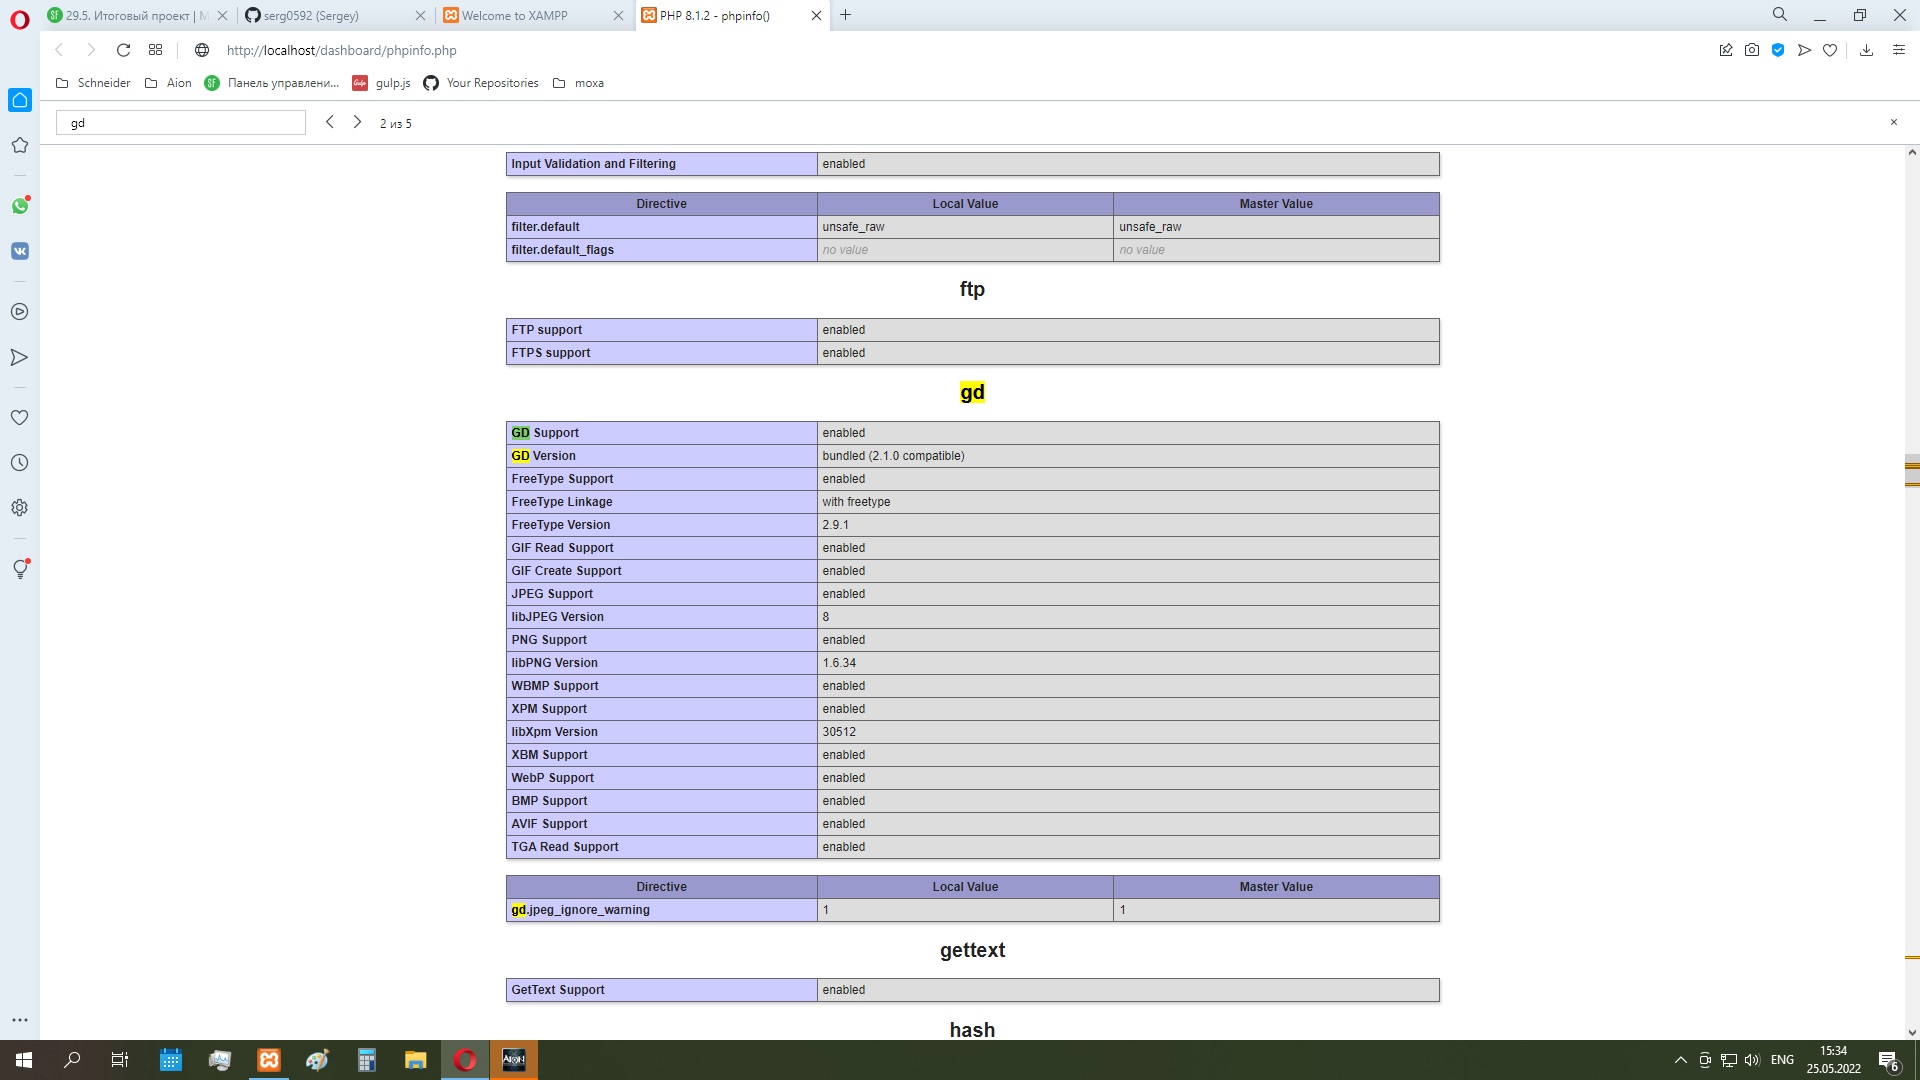 29.5. Итоговый проект | M
serg0592 (Sergey)
Welcome to XAMPP
PHP 8.1.2 - phpinfo()
http://localhost/dashboard/phpinfo.php
Schneider
Aion
SF
Панель управлени...
Gulp
gulp.js
Your Repositories
moxa
gd
2 из 5
Input Validation and Filtering enabled
Directive Local Value Master Value
filter.default unsafe_raw unsafe_raw
filter.default_flags no value no value
ftp
FTP support enabled
FTPS support enabled
gd
GD Support enabled
GD Version bundled (2.1.0 compatible)
FreeType Support enabled
FreeType Linkage with freetype
FreeType Version 2.9.1
GIF Read Support enabled
GIF Create Support enabled
JPEG Support enabled
libJPEG Version 8
PNG Support enabled
libPNG Version 1.6.34
WBMP Support enabled
XPM Support enabled
libXpm Version 30512
XBM Support enabled
WebP Support enabled
BMP Support enabled
AVIF Support enabled
TGA Read Support enabled
Directive Local Value Master Value
gd.jpeg_ignore_warning 1 1
gettext
GetText Support enabled
hash
AION
ENG
15:34
25.05.2022
6